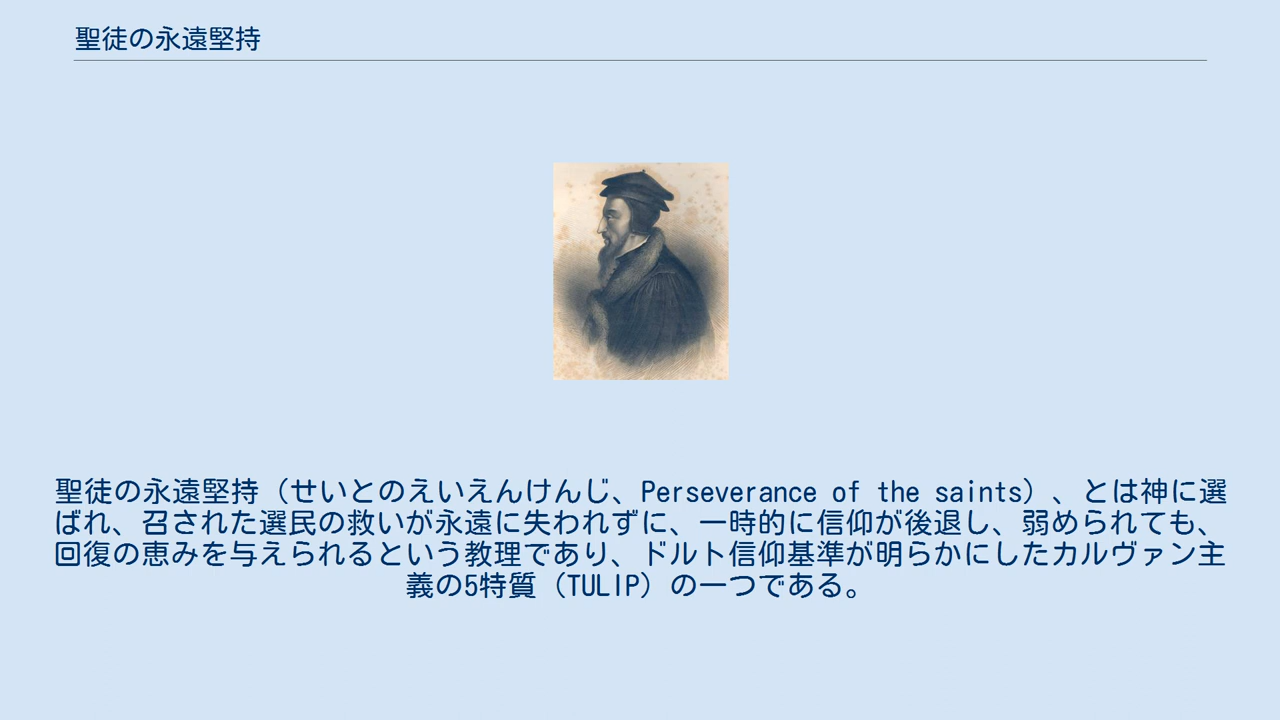 聖徒の永遠堅持
聖徒の永遠堅持（せいとのえいえんけんじ、Perseverance of the saints）、とは神に選
ばれ、召された選民の救いが永遠に失われずに、一時的に信仰が後退し、弱められても、
回復の恵みを与えられるという教理であり、ドルト信仰基準が明らかにしたカルヴァン主
義の5特質（TULIP）の一つである。